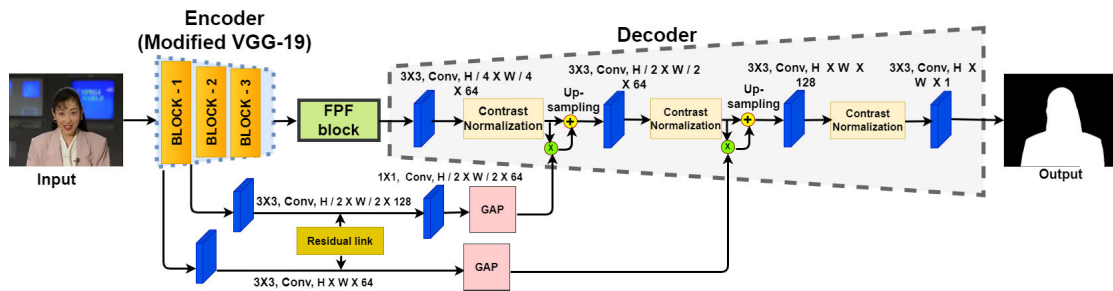 Encoder
(Modified VGG-19)
Decoder
BLOCK - 1
BLOCK - 2
BLOCK - 3
FPF
block
3X3, Conv, H / 4 X W / 4
X 64
Contrast
Normalization
Up-
sampling
3X3, Conv, H / 2 X W / 2
X 64
Contrast
Normalization
Up-
sampling
3X3, Conv, H X W X
128
Contrast
Normalization
3X3, Conv, H X
W X 1
X
X
Input
Output
1X1, Conv, H / 2 X W / 2 X 64
3X3, Conv, H / 2 X W / 2 X 128
GAP
Residual link
GAP
3X3, Conv, H X W X 64